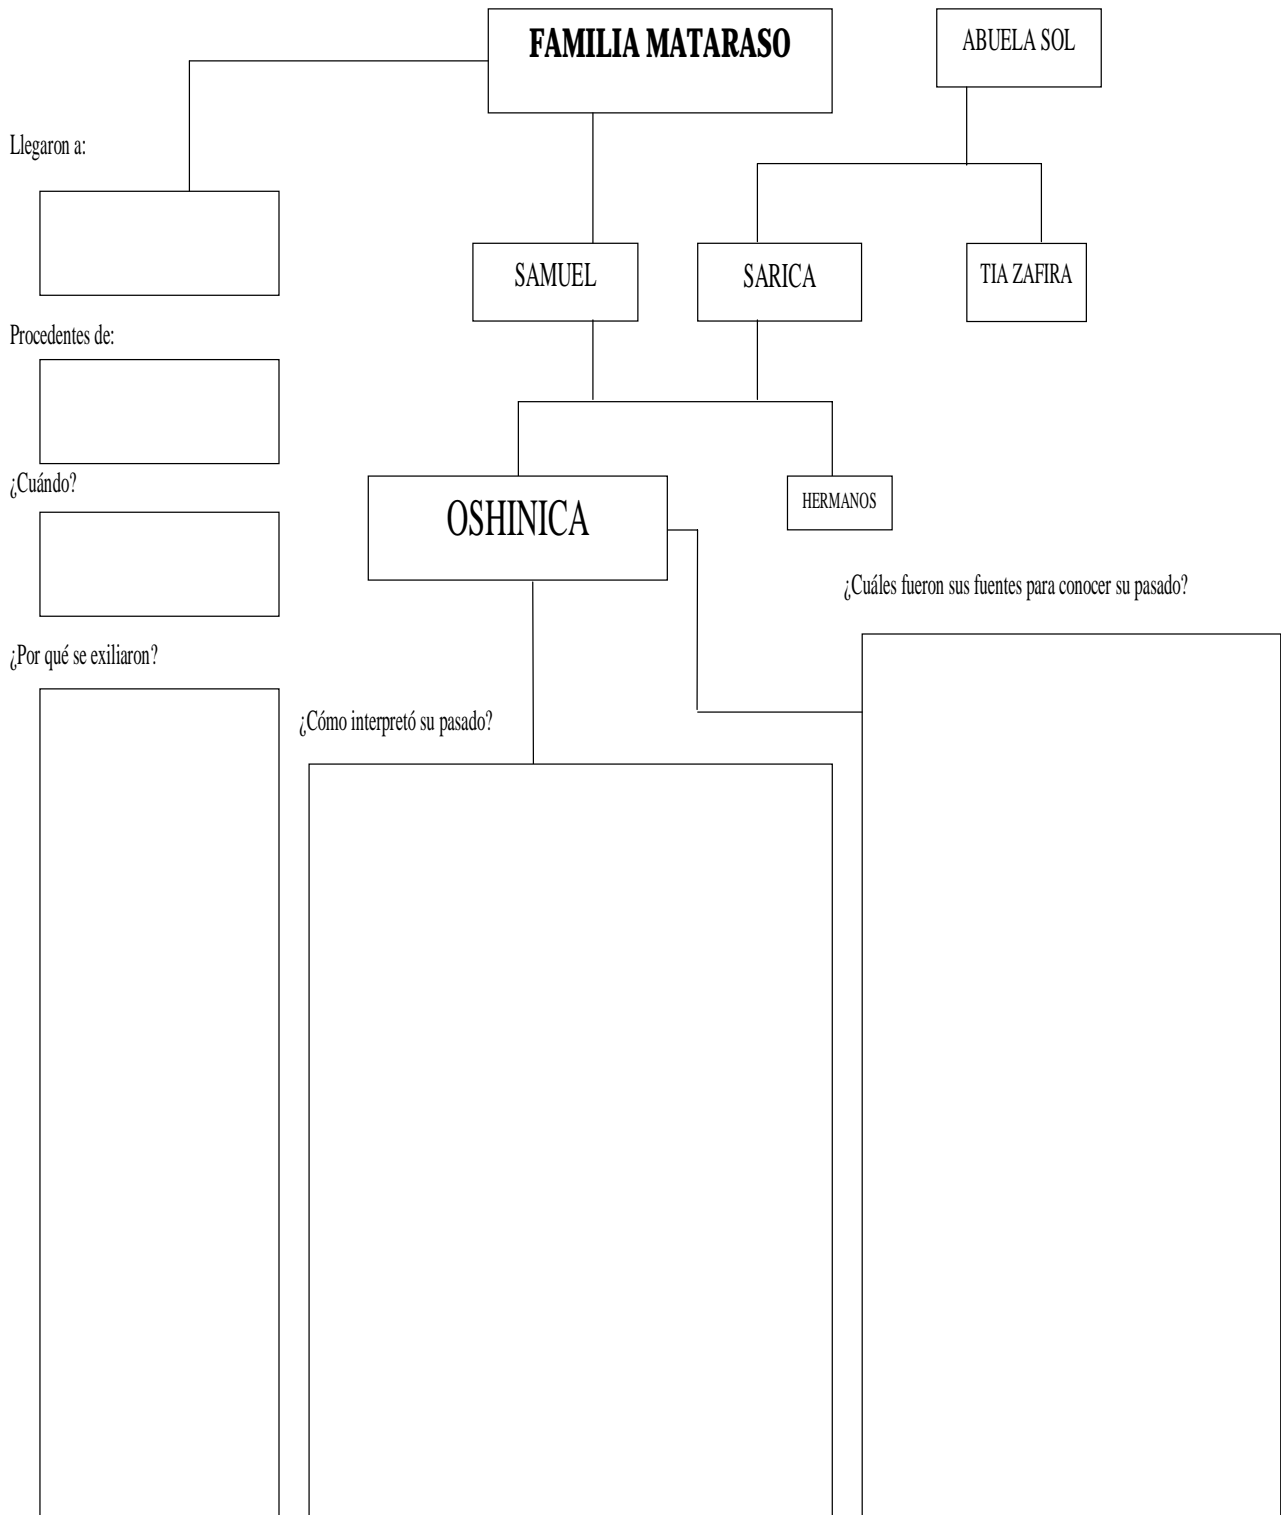 FAMILIA MATARASO
ABUELA SOL
Llegaron a:
SAMUEL
SARICA
TIA ZAFIRA
Procedentes de:
¿Cuándo?
OSHINICA
HERMANOS
¿Cuáles fueron sus fuentes para conocer su pasado?
¿Por qué se exiliaron?
¿Cómo interpretó su pasado?